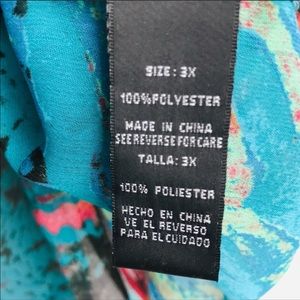 SIZE: 3X
100%POLYESTER
MADE IN CHINA
SEE REVERSE FOR CARE
TALLA: 3X
100% POLIESTER
HECHO EN CHINA
VE EL REVERSO
PARA EL CUIDADO